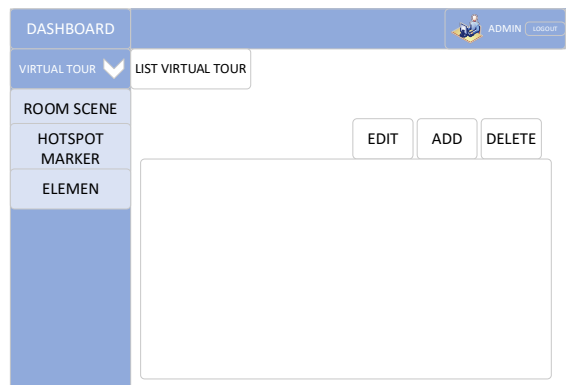 DASHBOARD
ADMIN LOGOUT
VIRTUAL TOUR
LIST VIRTUAL TOUR
ROOM SCENE
HOTSPOT
MARKER
ELEMEN
EDIT
ADD
DELETE